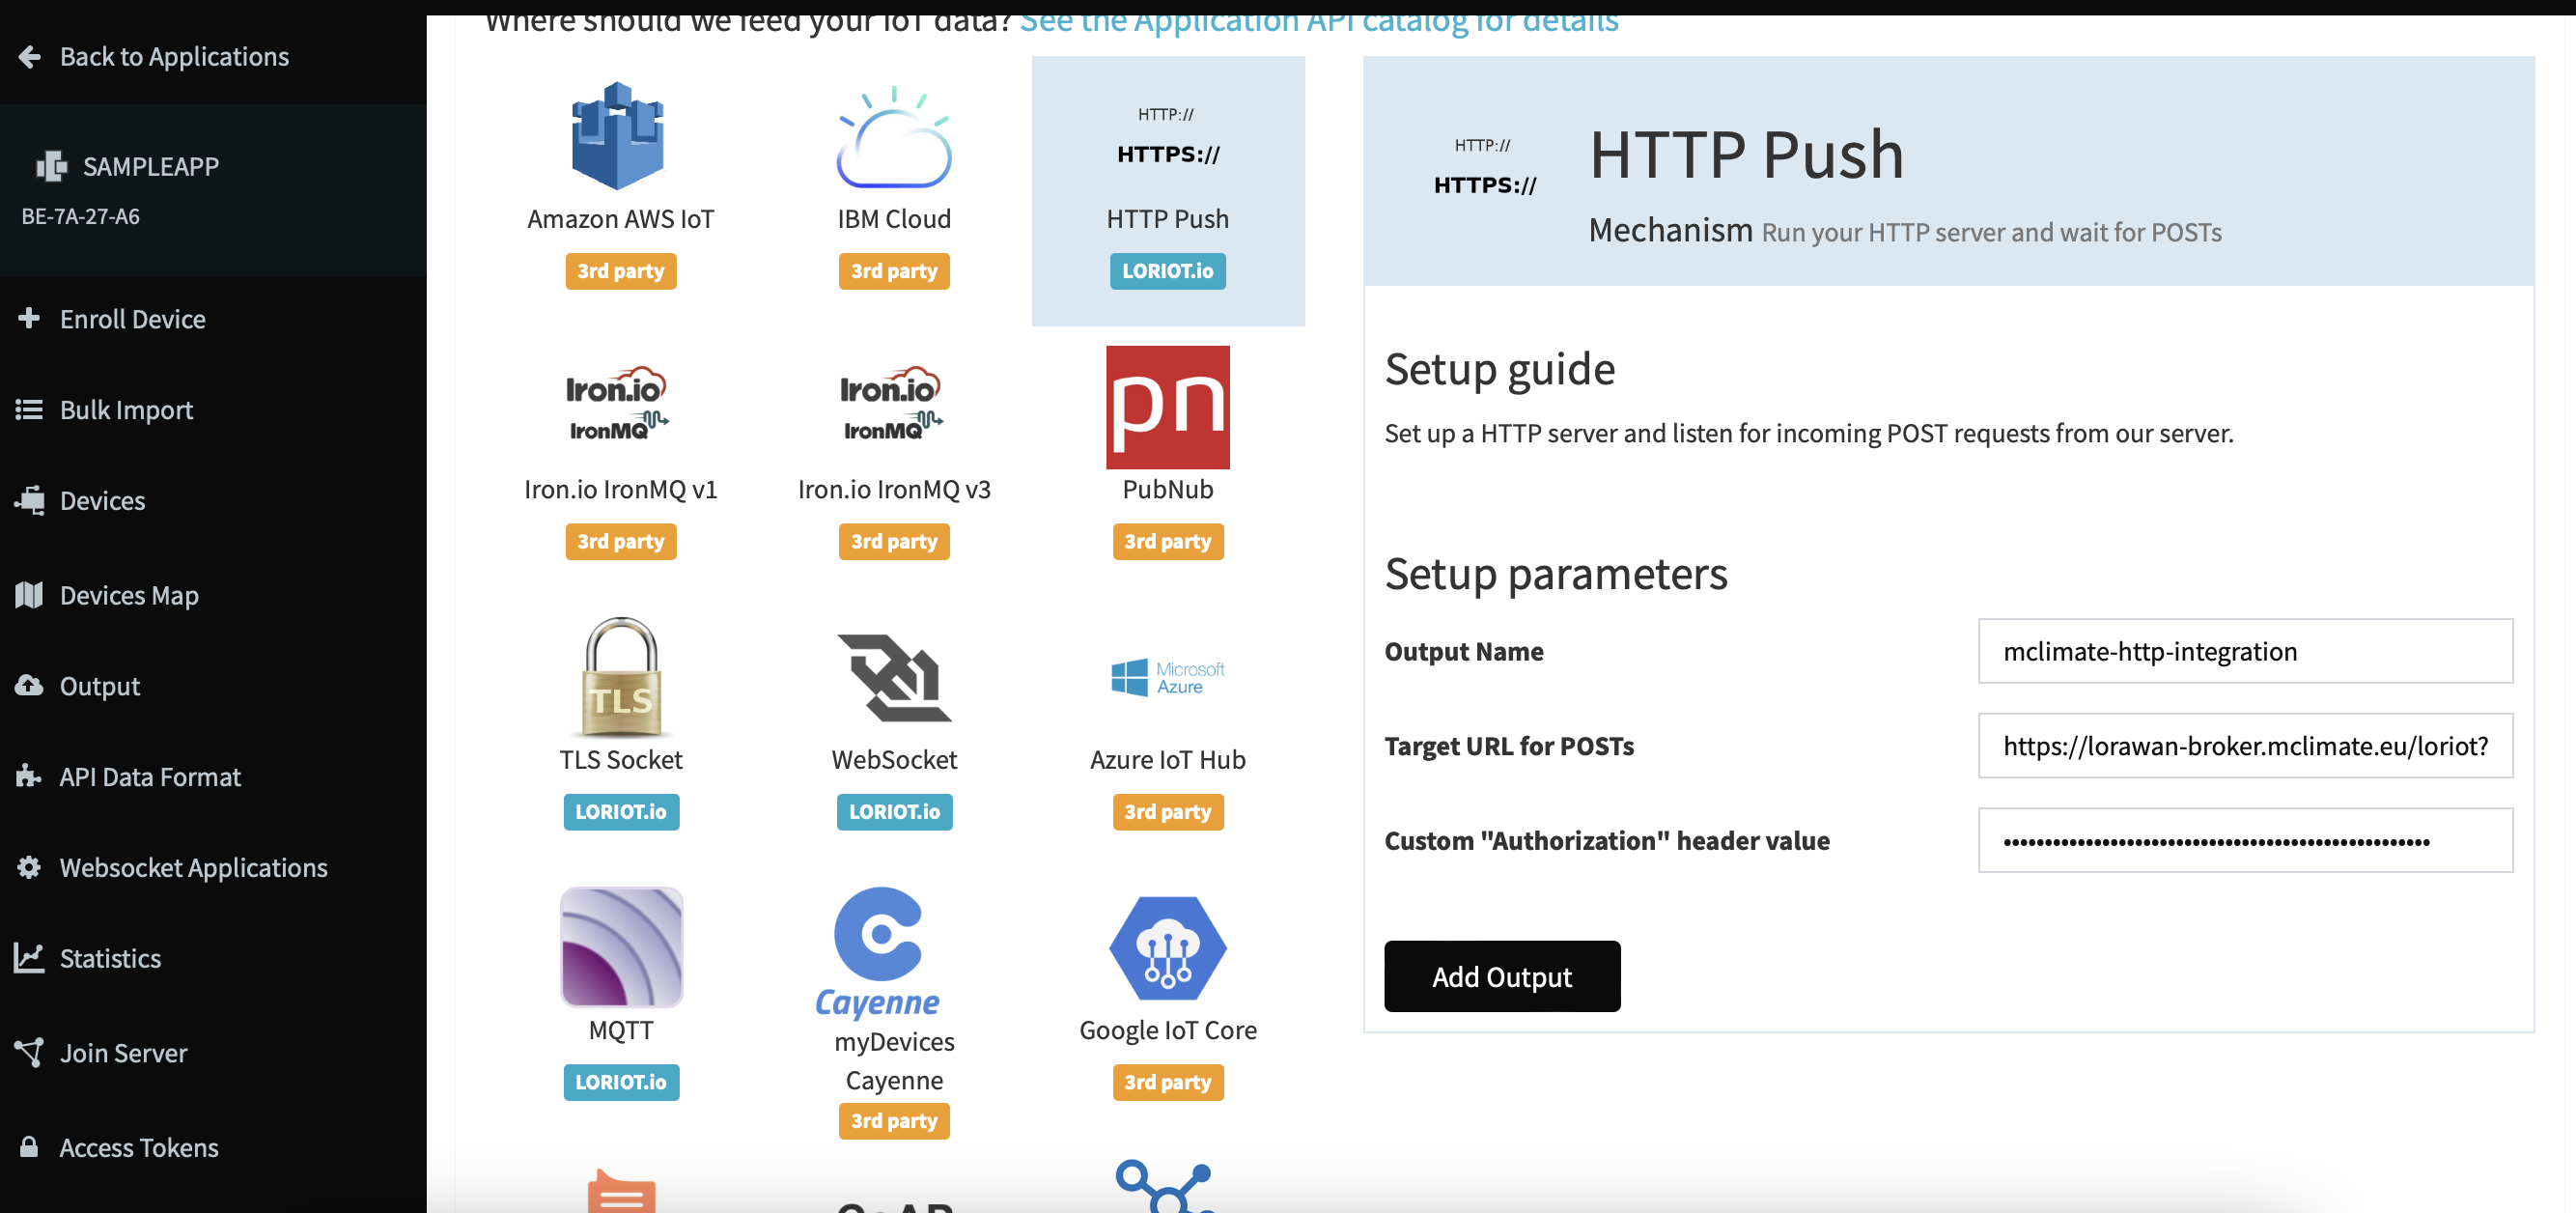 Where should we feed your IoT data? See the Application API catalog for details
Back to Applications
SAMPLEAPP
BE-7A-27-A6
Enroll Device
Bulk Import
Devices
Devices Map
Output
API Data Format
Websocket Applications
Statistics
Join Server
Access Tokens
Amazon AWS IoT
3rd party
IBM Cloud
3rd party
HTTP://
HTTPS://
HTTP Push
LORIOT.io
Iron.io
IronMQ
Iron.io IronMQ v1
3rd party
Iron.io
IronMQ
Iron.io IronMQ v3
3rd party
pn
PubNub
3rd party
TLS
TLS Socket
LORIOT.io
WebSocket
LORIOT.io
Microsoft
Azure
Azure IoT Hub
3rd party
MQTT
LORIOT.io
Cayenne
myDevices
Cayenne
3rd party
Google IoT Core
3rd party
HTTP://
HTTPS://
HTTP Push
Mechanism Run your HTTP server and wait for POSTs
Setup guide
Set up a HTTP server and listen for incoming POST requests from our server.
Setup parameters
Output Name
mclimate-http-integration
Target URL for POSTs
https://lorawan-broker.mclimate.eu/loriot?
Custom "Authorization" header value
Add Output